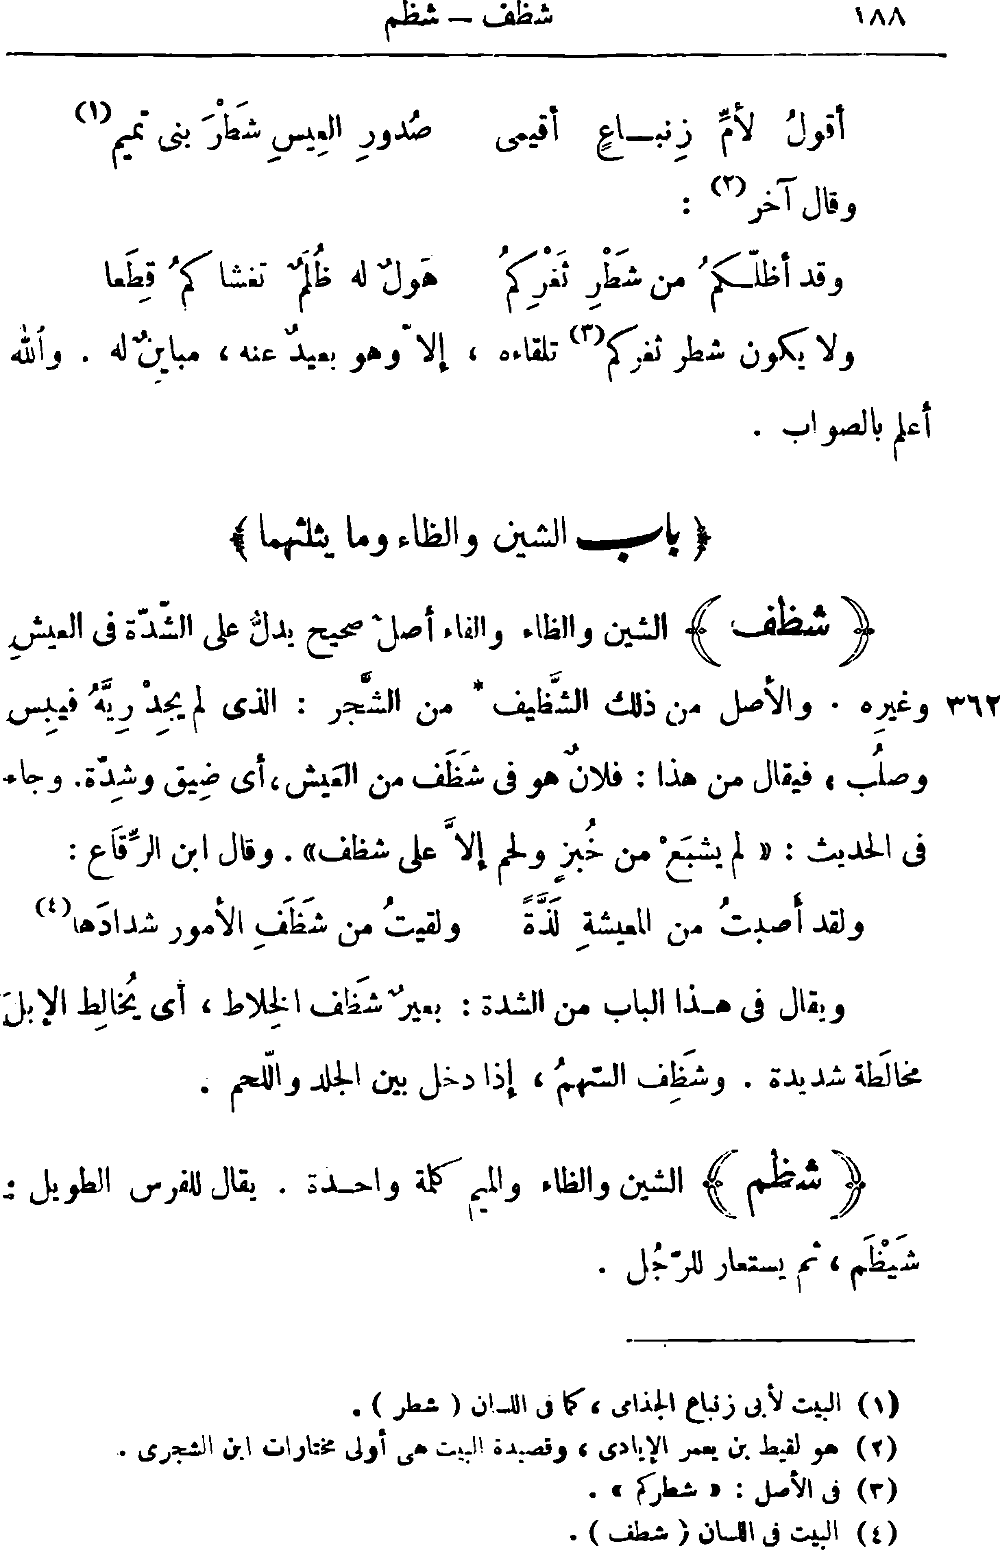 ١٨٨ شظف — شظم
أقولُ لأمِّ زِنبــاعٍ أقيمى صُدورِ العِيسِ شَطْرَ بنى تميم(١)
وقال آخر(٢) :
وقد أظلّــكمُ من شَطْرِ ثَغْرِكمُ هَولٌ له ظُلَمٌ تغشاكمُ قِطَعا
ولا يكون شطر ثغركم(٣) تلقاءه ، إلاّ وهو بعيدٌ عنه ، مباينٌ له . والله
أعلم بالصواب .
﴿ باب الشين والظاء وما يثلثهما ﴾
﴿ شظف ﴾ الشين والظاء والفاء أصلٌ صحيح يدلُّ على الشّدّة فى العيشِ
٣٦٢ وغيرِه . والأصل من ذلك الشَّظِيف * من الشَّجر : الذى لم يجِدْ رِيَّهُ فيبِس
وصلُب ، فيقال من هذا : فلانٌ هو فى شَظَف من العَيش ، أى ضِيق وشدّة. وجاء
فى الحديث : « لم يشبَعْ من خُبزٍ ولحم إلاَّ على شظف» . وقال ابن الرِّقَاع :
ولقد أصبتُ من المعيشةِ لَذَّةً ولقيتُ من شَظَفِ الأمور شدادَها(٤)
ويقال فى هـذا الباب من الشدة : بعيرٌ شَظف الخِلاط ، أى يُخالِط الإبلَ
مخالَطة شديدة . وشَظِف السّهمُ ، إذا دخل بين الجلد واللّحم .
﴿ شظم ﴾ الشين والظاء والميم كلمة واحـدة . يقال للفرس الطويل :
شَيْظَم ، ثم يستعار للرّجُل .
(١) البيت لأبى زنباع الجذامى ، كما فى اللسان ( شطر ) .
(٢) هو لقيط بن يعمر الإيادى ، وقصيدة البيت هى أولى مختارات ابن الشجرى .
(٣) فى الأصل : « شطركم » .
(٤) البيت فى اللسان ( شطف ) .